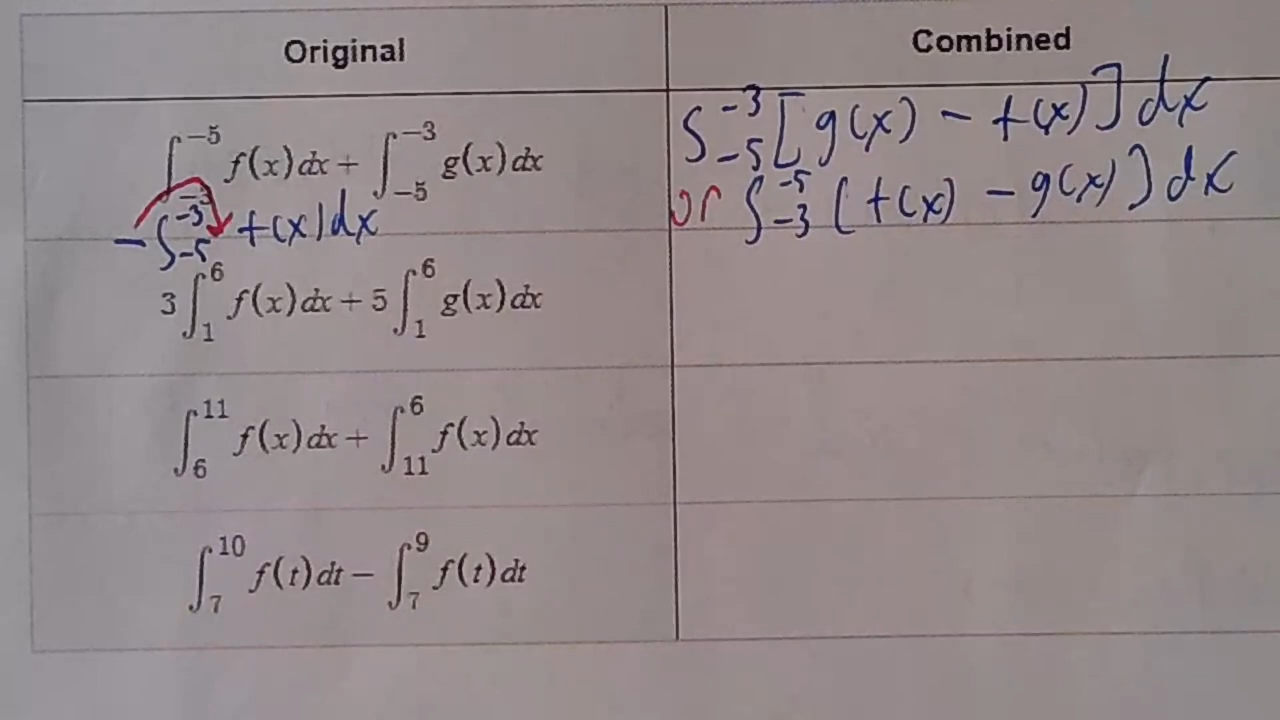 Original Combined
∫_{-3}^{-5} f(x) dx + ∫_{-5}^{-3} g(x) dx
-∫_{-5}^{-3} f(x) dx
∫_{-5}^{-3} [g(x) - f(x)] dx
or ∫_{-3}^{-5} [f(x) - g(x)] dx
3∫_{1}^{6} f(x) dx + 5∫_{1}^{6} g(x) dx
∫_{6}^{11} f(x) dx + ∫_{11}^{6} f(x) dx
∫_{7}^{10} f(t) dt - ∫_{7}^{9} f(t) dt